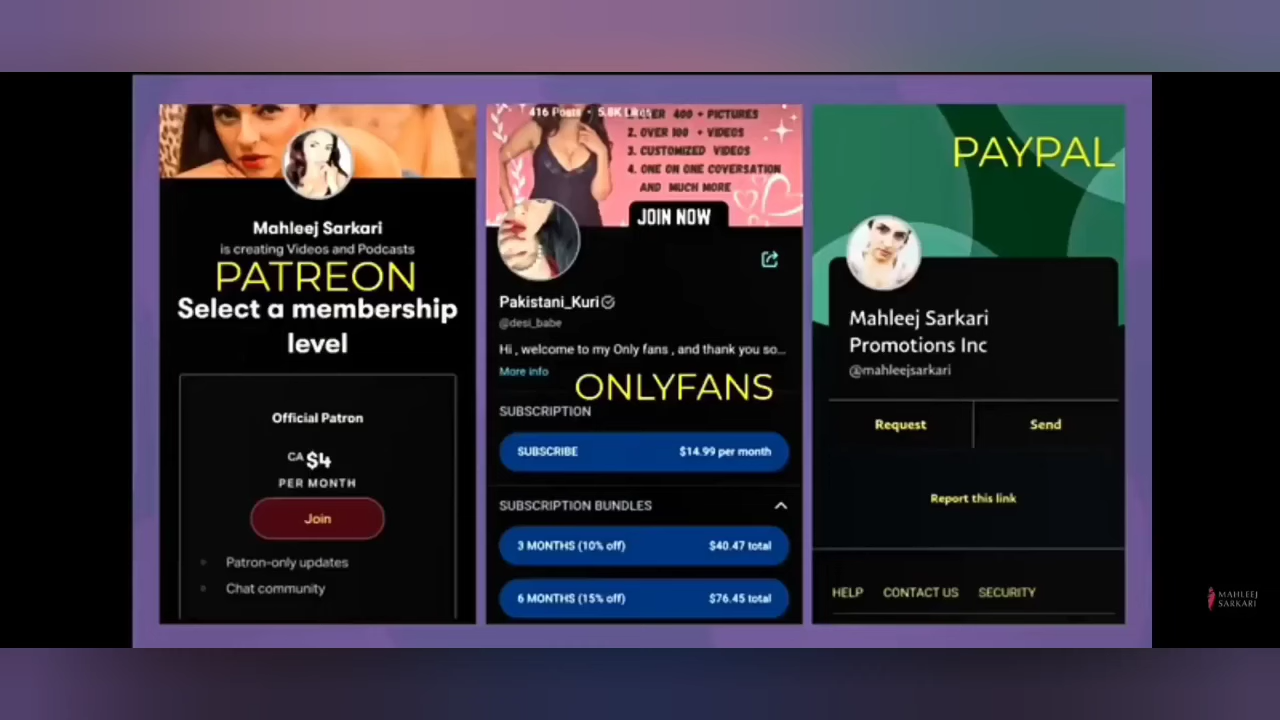 Mahleej Sarkari
is creating Videos and Podcasts
PATREON
Select a membership
level
Official Patron
CA $4
PER MONTH
Join
Patron-only updates
Chat community
416 Posts • 5.8K Likes
OVER 400 + PICTURES
2. OVER 100 + VIDEOS
3. CUSTOMIZED VIDEOS
4. ONE ON ONE COVERSATION
AND MUCH MORE
JOIN NOW
Pakistani_Kuri
@desi_babe
Hi , welcome to my Only fans , and thank you so...
More info
ONLYFANS
SUBSCRIPTION
SUBSCRIBE $14.99 per month
SUBSCRIPTION BUNDLES
3 MONTHS (10% off) $40.47 total
6 MONTHS (15% off) $76.45 total
PAYPAL
Mahleej Sarkari
Promotions Inc
@mahleejsarkari
Request Send
Report this link
HELP CONTACT US SECURITY
MAHLEEJ
SARKARI